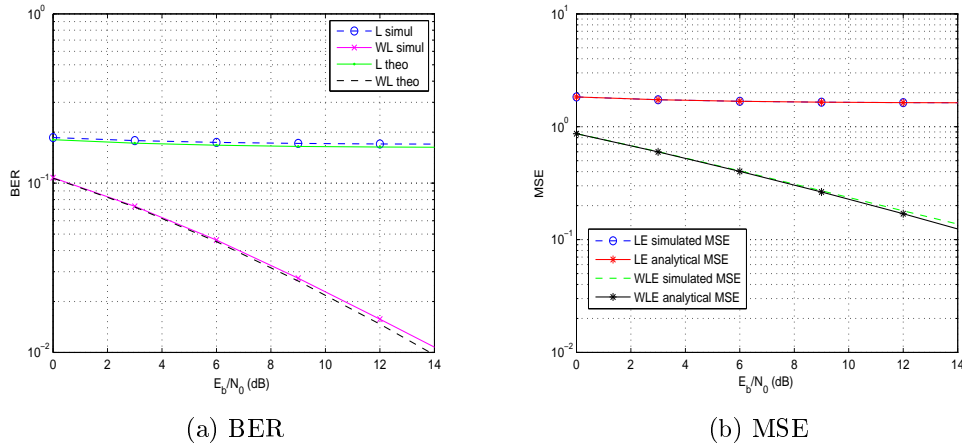 10^0
10^-1
10^-2
BER
0 2 4 6 8 10 12 14
E_b/N_0 (dB)
L simul
WL simul
L theo
WL theo
(a) BER
10^1
10^0
10^-1
10^-2
MSE
0 2 4 6 8 10 12 14
E_b/N_0 (dB)
LE simulated MSE
LE analytical MSE
WLE simulated MSE
WLE analytical MSE
(b) MSE